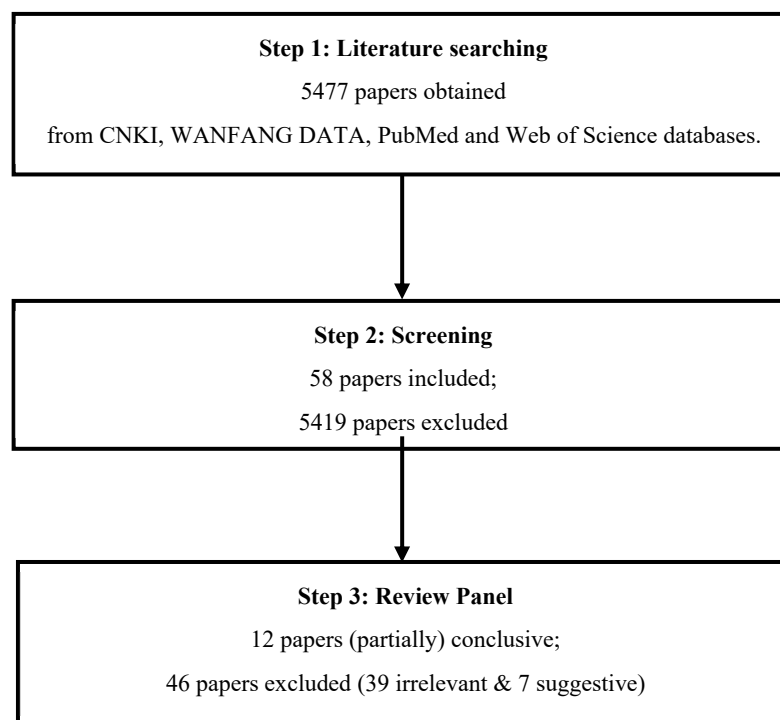 Step 1: Literature searching
5477 papers obtained
from CNKI, WANFANG DATA, PubMed and Web of Science databases.
Step 2: Screening
58 papers included;
5419 papers excluded
Step 3: Review Panel
12 papers (partially) conclusive;
46 papers excluded (39 irrelevant & 7 suggestive)